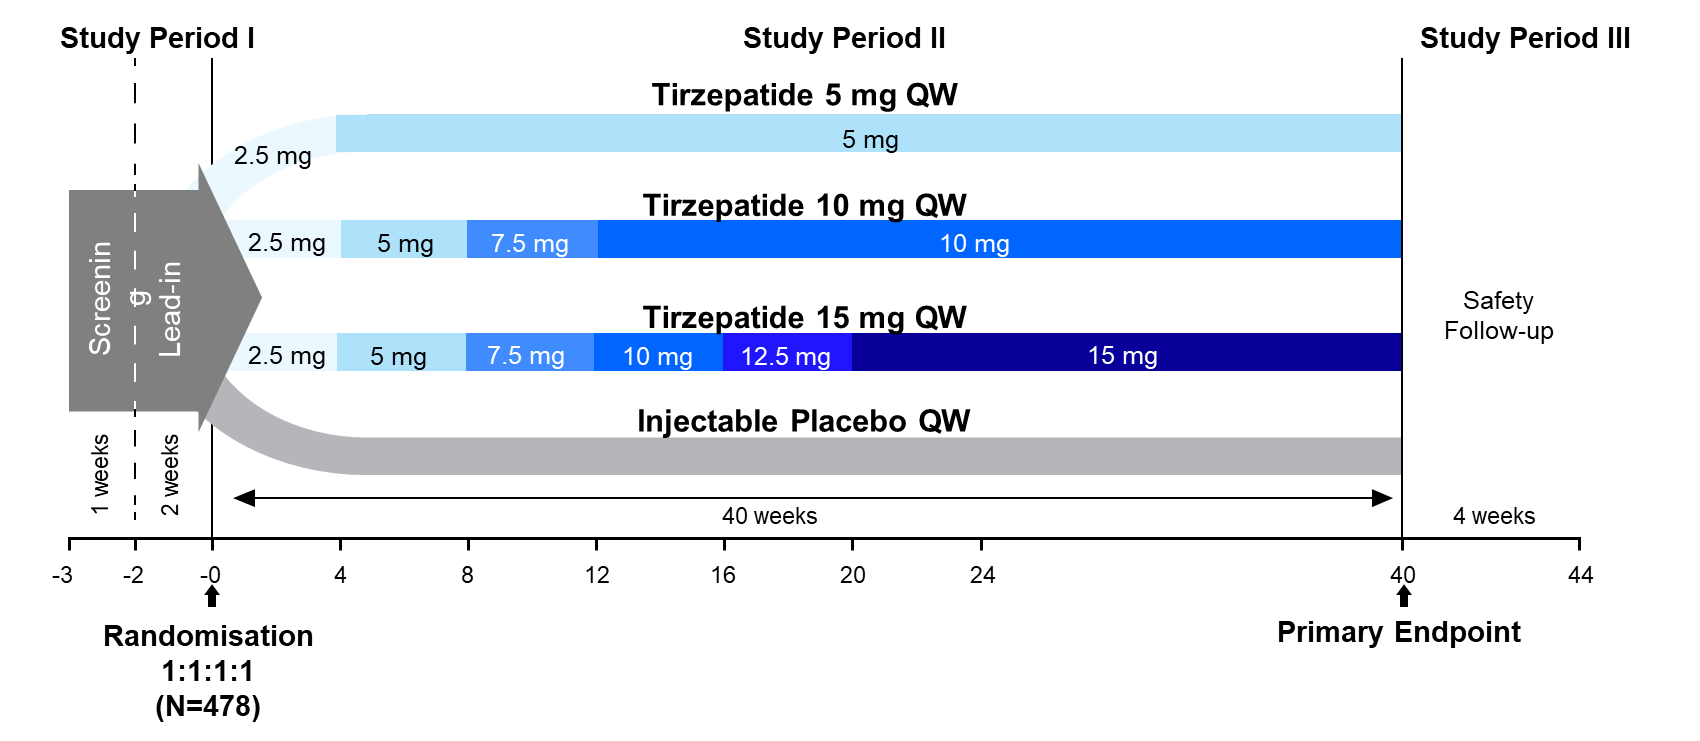 Study Period I
Study Period II
Study Period III
Tirzepatide 5 mg QW
2.5 mg
5 mg
Tirzepatide 10 mg QW
2.5 mg
5 mg
7.5 mg
10 mg
Screenin
g
Lead-in
Tirzepatide 15 mg QW
2.5 mg
5 mg
7.5 mg
10 mg
12.5 mg
15 mg
Safety
Follow-up
Injectable Placebo QW
1 weeks
2 weeks
40 weeks
4 weeks
-3
-2
-0
4
8
12
16
20
24
40
44
Randomisation
1:1:1:1
(N=478)
Primary Endpoint